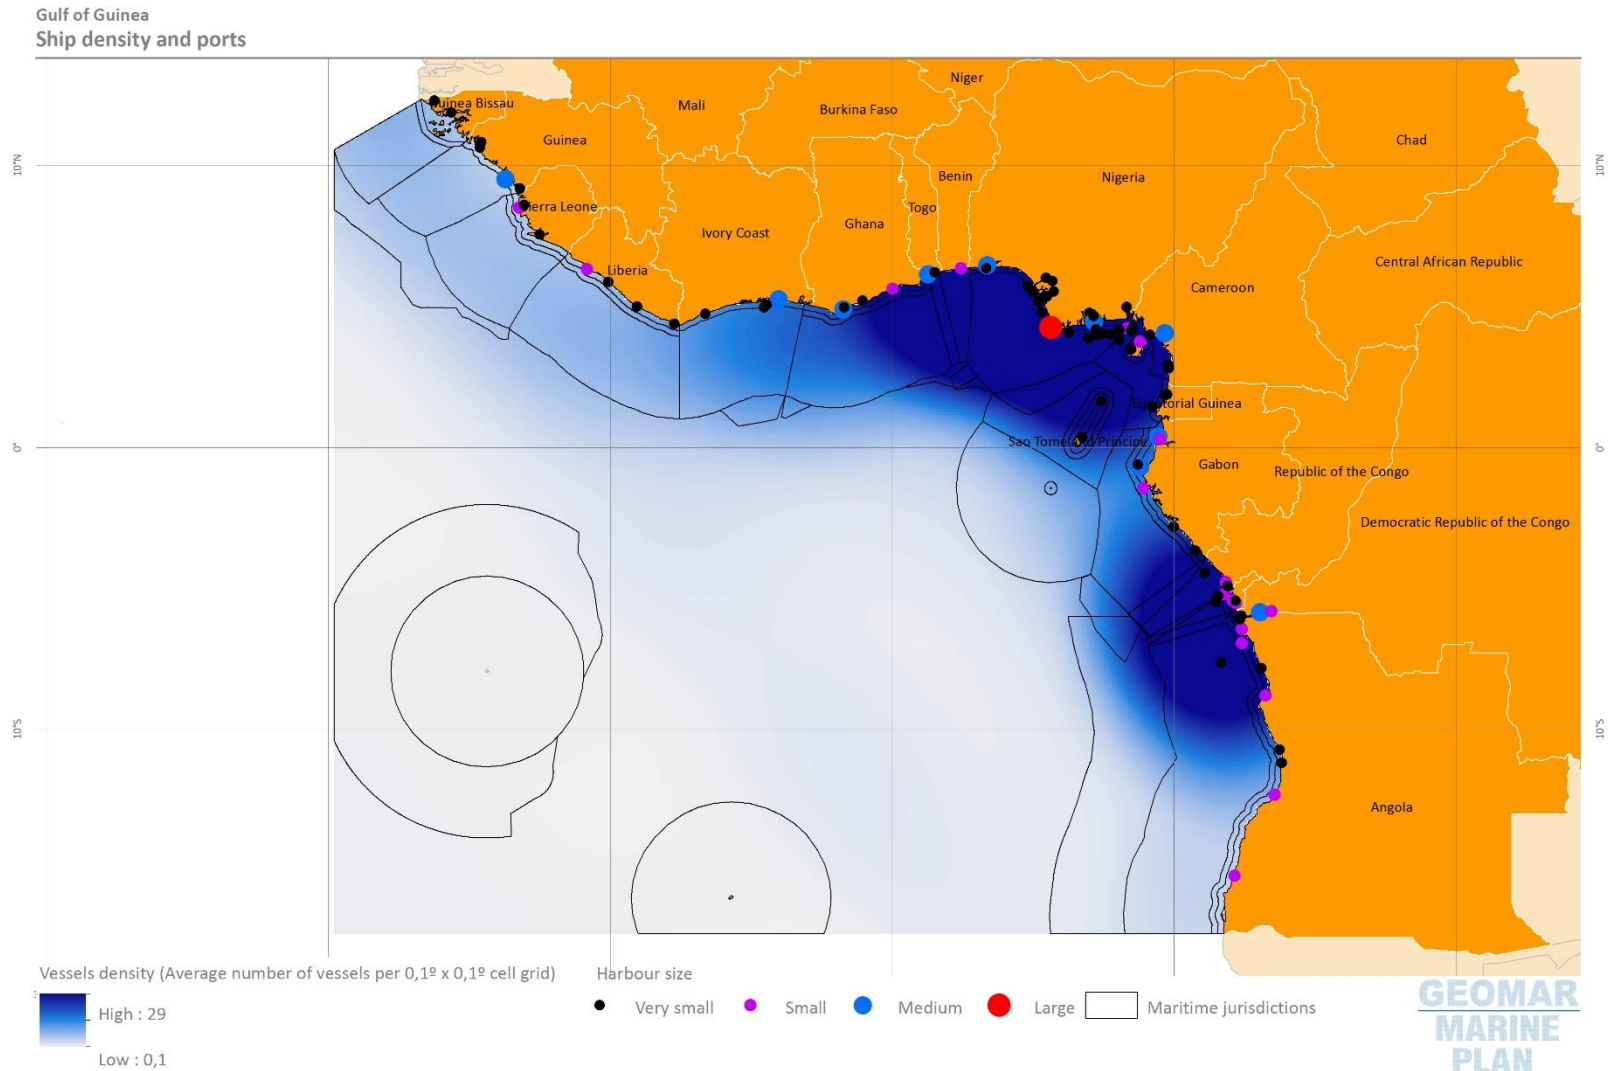 Gulf of Guinea
Ship density and ports
Niger
Mali
Burkina Faso
Guinea Bissau
Guinea
Chad
10°N
10°N
Benin
Nigeria
Sierra Leone
Togo
Ghana
Ivory Coast
Central African Republic
Liberia
Cameroon
Equatorial Guinea
Sao Tome and Principe
0°
0°
Gabon
Republic of the Congo
Democratic Republic of the Congo
10°S
10°S
Angola
Vessels density (Average number of vessels per 0,1º x 0,1º cell grid)
High : 29
Low : 0,1
Harbour size
Very small
Small
Medium
Large
Maritime jurisdictions
GEOMAR
MARINE
PLAN